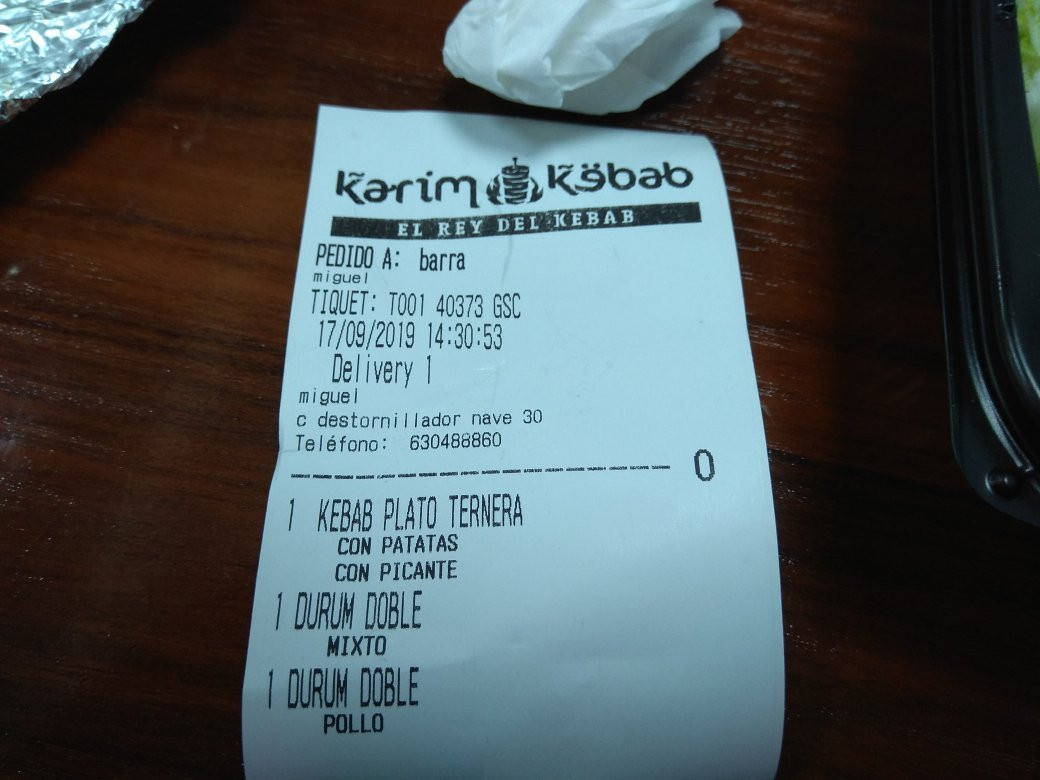 Karim Kebab
EL REY DEL KEBAB
PEDIDO A: barra
miguel
TIQUET: T001 40373 GSC
17/09/2019 14:30:53
Delivery 1
miguel
c destornillador nave 30
Teléfono: 630488860
0
1 KEBAB PLATO TERNERA
CON PATATAS
CON PICANTE
1 DURUM DOBLE
MIXTO
1 DURUM DOBLE
POLLO